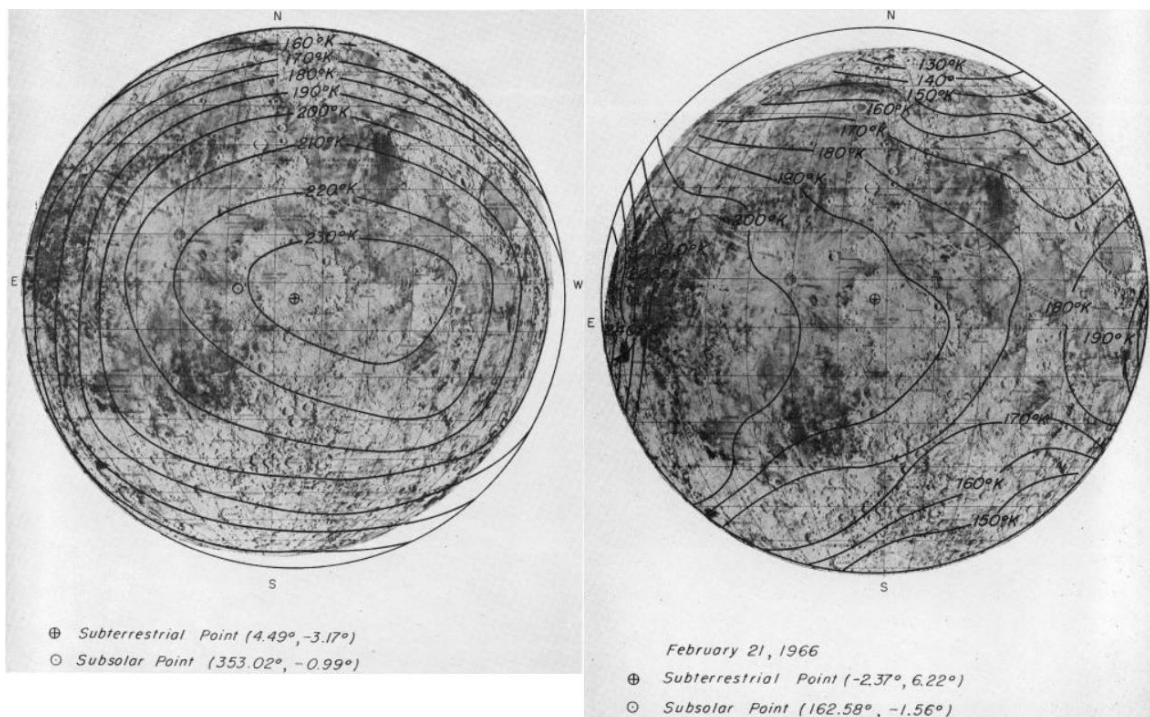 N
160°K
170°K
180°K
190°K
200°K
210°K
220°K
230°K
E
W
S
⊕ Subterrestrial Point (4.49°, -3.17°)
⊙ Subsolar Point (353.02°, -0.99°)
N
130°K
140°
150°K
160°K
170°K
180°K
180°K
200°K
180°K
190°K
E
170°K
160°K
150°K
S
February 21, 1966
⊕ Subterrestrial Point (-2.37°, 6.22°)
⊙ Subsolar Point (162.58°, -1.56°)